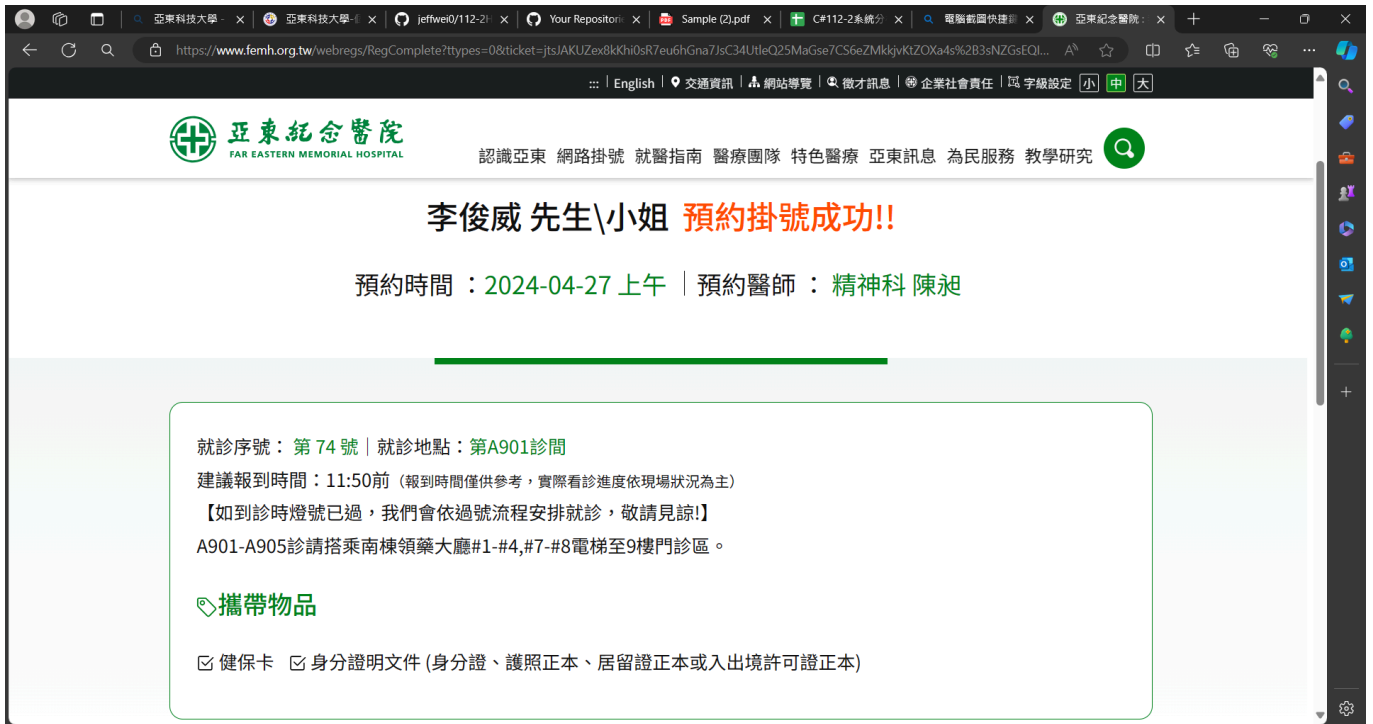 亞東科技大學 - 亞東科技大學- jeffwei0/112-2 Your Repositori Sample (2).pdf C#112-2系統分 電腦截圖快捷 亞東紀念醫院:
https://www.femh.org.tw/webregs/RegComplete?ttypes=0&ticket=jtsJAKUZex8kKhi0sR7eu6hGna7JsC34UtleQ25MaGse7CS6eZMkkjvKtZOXa4s%2B3sNZGsEQI...
::: | English | 交通資訊 | 網站導覽 | 徵才訊息 | 企業社會責任 | 字級設定 小 中 大
亞東紀念醫院
FAR EASTERN MEMORIAL HOSPITAL
認識亞東 網路掛號 就醫指南 醫療團隊 特色醫療 亞東訊息 為民服務 教學研究
李俊威 先生\小姐 預約掛號成功!!
預約時間 :2024-04-27 上午 | 預約醫師 : 精神科 陳昶
就診序號: 第 74 號 | 就診地點:第A901診間
建議報到時間:11:50前 (報到時間僅供參考,實際看診進度依現場狀況為主)
【如到診時燈號已過,我們會依過號流程安排就診,敬請見諒!】
A901-A905診請搭乘南棟領藥大廳#1-#4,#7-#8電梯至9樓門診區。
攜帶物品
健保卡 身分證明文件 (身分證、護照正本、居留證正本或入出境許可證正本)